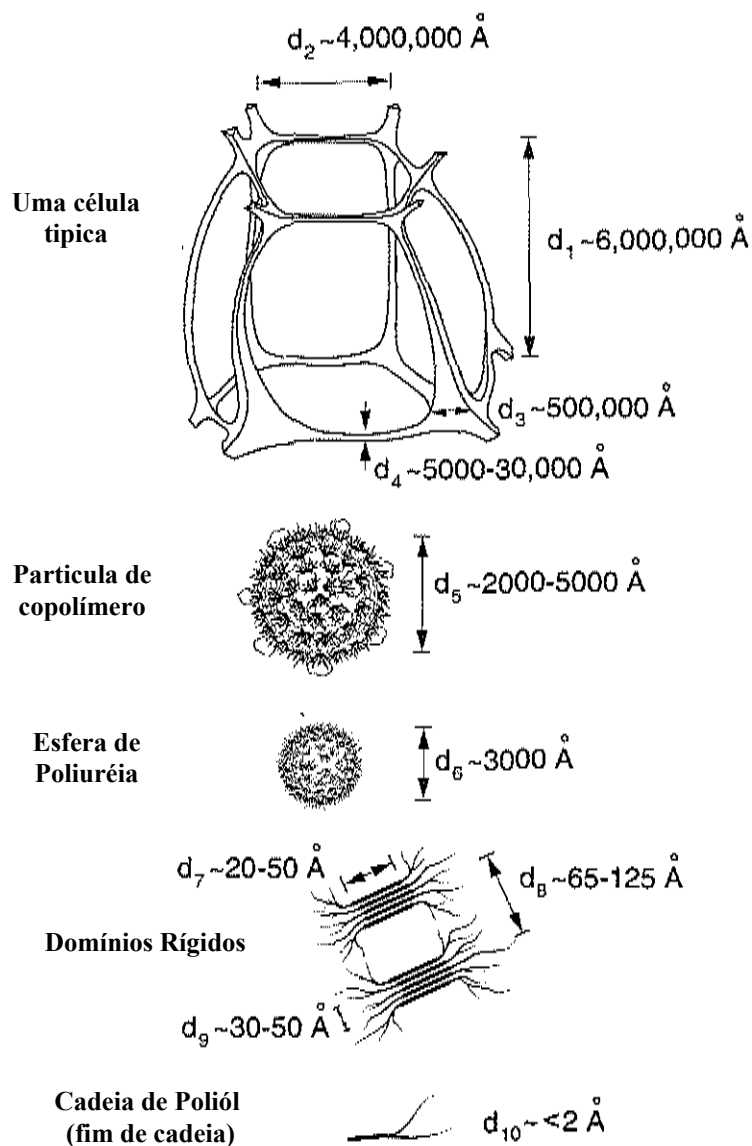 d₂~4,000,000 Å
Uma célula
tipica
d₁~6,000,000 Å
d₃~500,000 Å
d₄~5000-30,000 Å
Particula de
copolímero
d₅~2000-5000 Å
Esfera de
Poliuréia
d₆~3000 Å
d₇~20-50 Å
d₈~65-125 Å
Domínios Rígidos
d₉~30-50 Å
Cadeia de Poliól
(fim de cadeia)
d₁₀~<2 Å